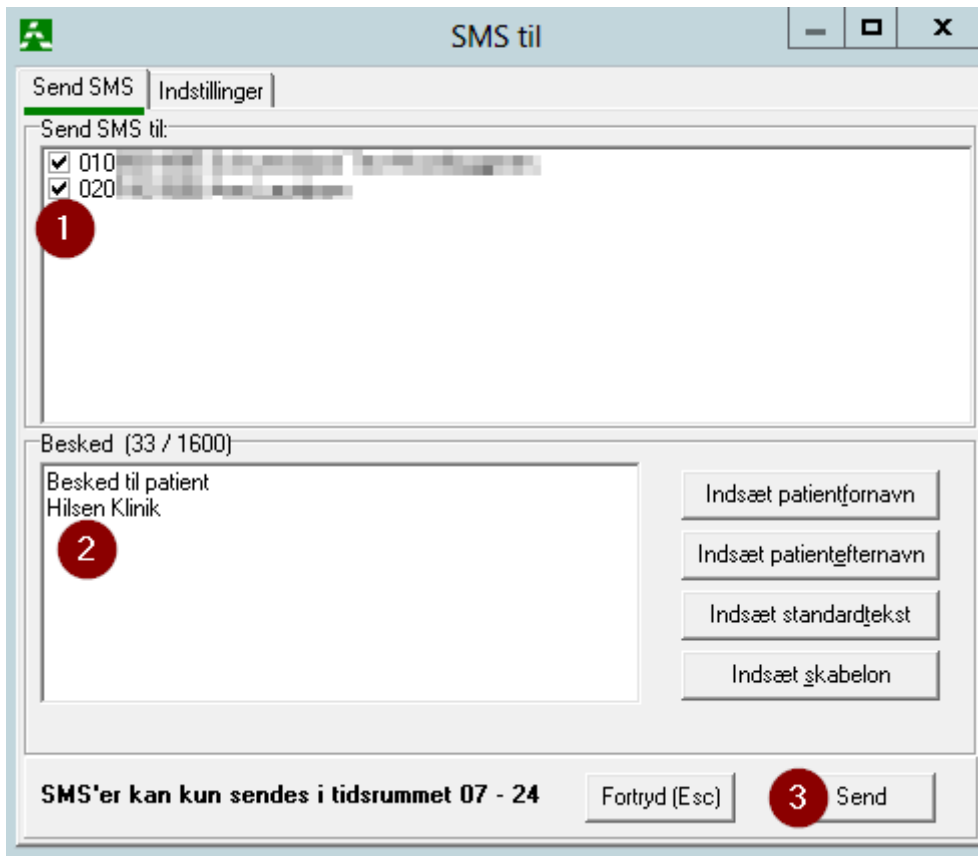 SMS til
Send SMS
Indstillinger
Send SMS til:
010
020
1
Besked (33 / 1600)
Besked til patient
Hilsen Klinik
2
Indsæt patientfornavn
Indsæt patientefternavn
Indsæt standardtekst
Indsæt skabelon
SMS'er kan kun sendes i tidsrummet 07 - 24
Fortryd (Esc)
3
Send